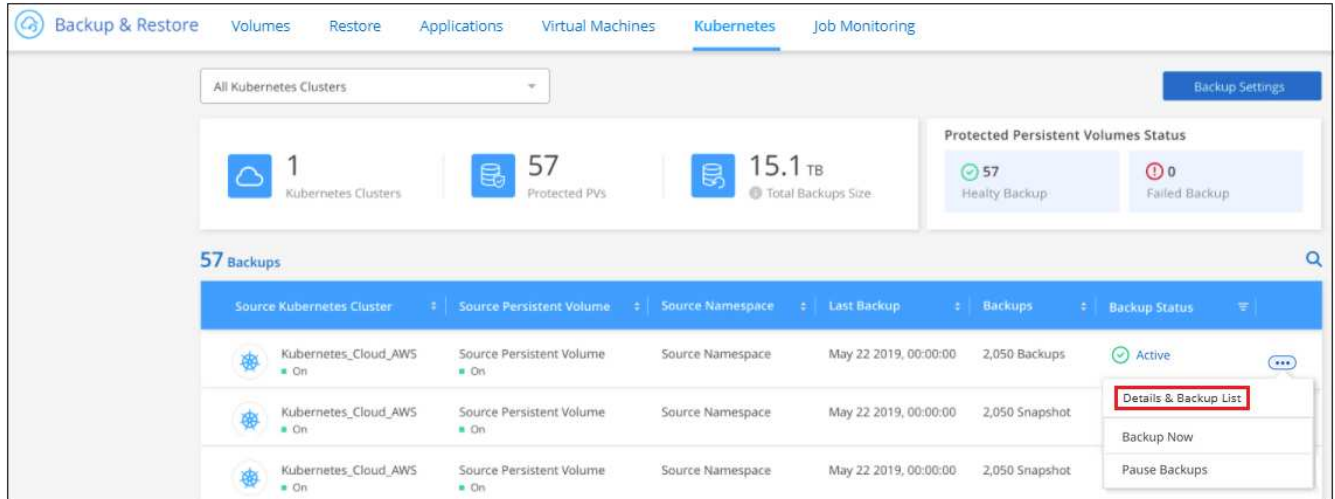 Backup & Restore Volumes Restore Applications Virtual Machines Kubernetes Job Monitoring
All Kubernetes Clusters
Backup Settings
1
Kubernetes Clusters
57
Protected PVs
15.1 TB
Total Backups Size
Protected Persistent Volumes Status
57
Healty Backup
0
Failed Backup
57 Backups
Source Kubernetes Cluster Source Persistent Volume Source Namespace Last Backup Backups Backup Status
Kubernetes_Cloud_AWS Source Persistent Volume Source Namespace May 22 2019, 00:00:00 2,050 Backups Active
On On
Kubernetes_Cloud_AWS Source Persistent Volume Source Namespace May 22 2019, 00:00:00 2,050 Snapshot
On On
Kubernetes_Cloud_AWS Source Persistent Volume Source Namespace May 22 2019, 00:00:00 2,050 Snapshot
On On
Details & Backup List
Backup Now
Pause Backups